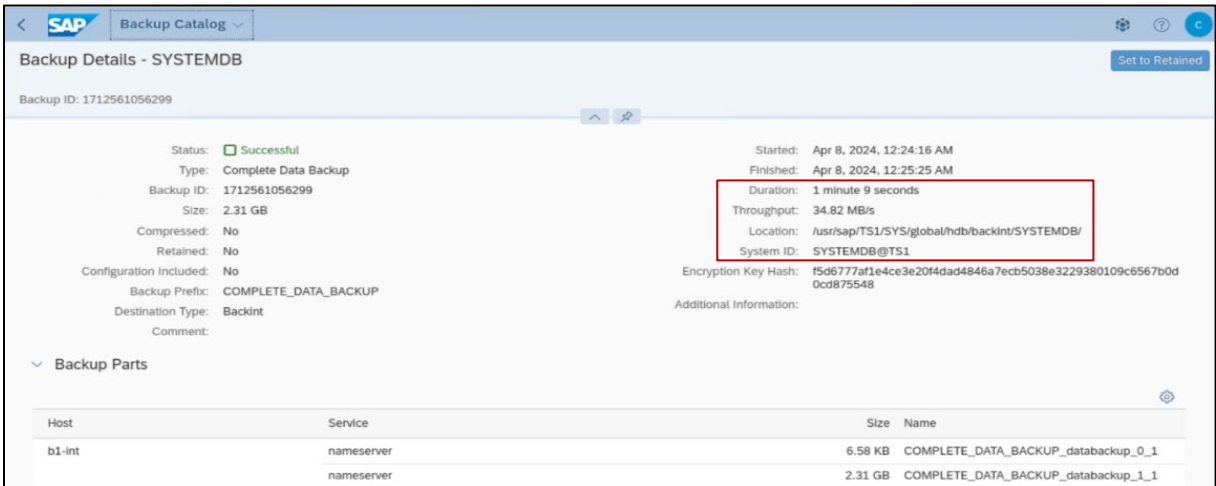 SAP Backup Catalog C
Backup Details - SYSTEMDB Set to Retained
Backup ID: 1712561056299
Status: Successful Started: Apr 8, 2024, 12:24:16 AM
Type: Complete Data Backup Finished: Apr 8, 2024, 12:25:25 AM
Backup ID: 1712561056299 Duration: 1 minute 9 seconds
Size: 2.31 GB Throughput: 34.82 MB/s
Compressed: No Location: /usr/sap/TS1/SYS/global/hdb/backint/SYSTEMDB/
Retained: No System ID: SYSTEMDB@TS1
Configuration Included: No Encryption Key Hash: f5d6777af1e4ce3e20f4dad4846a7ecb5038e3229380109c6567b0d
0cd875548
Backup Prefix: COMPLETE_DATA_BACKUP
Additional Information:
Destination Type: Backint
Comment:
Backup Parts
Host Service Size Name
b1-int nameserver 6.58 KB COMPLETE_DATA_BACKUP_databackup_0_1
nameserver 2.31 GB COMPLETE_DATA_BACKUP_databackup_1_1